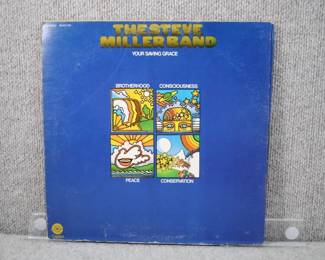 THE STEVE
MILLER BAND
YOUR SAVING GRACE
BROTHERHOOD
CONSCIOUSNESS
PEACE
CONSERVATION